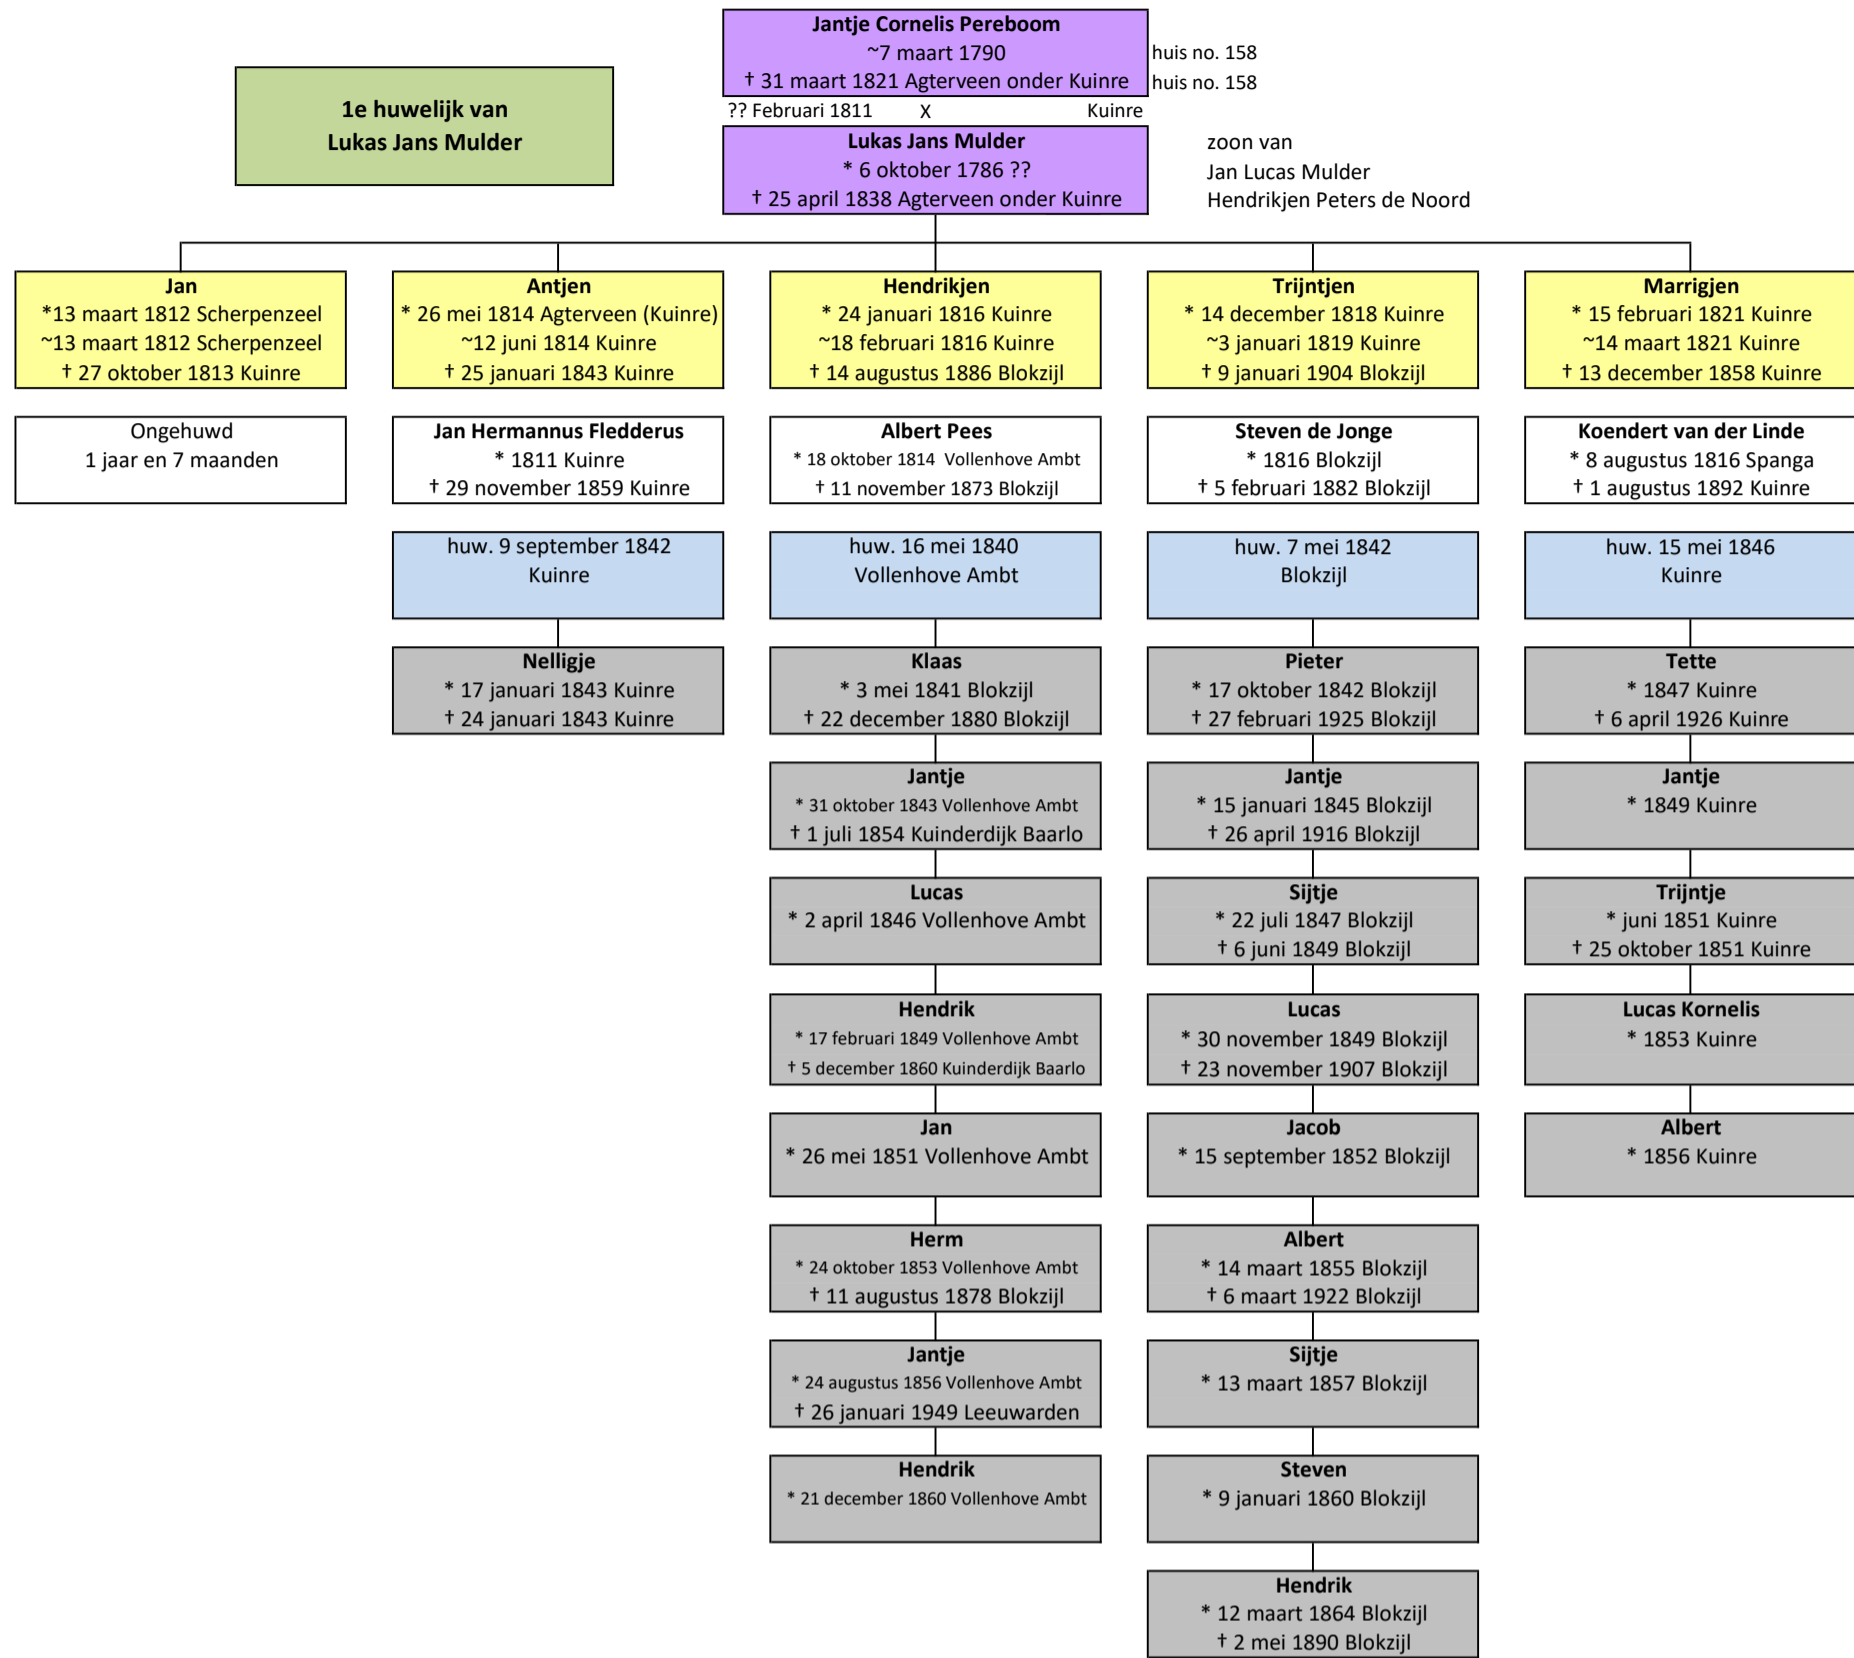 Jantje Cornelis Pereboom
~7 maart 1790
huis no. 158
† 31 maart 1821 Agterveen onder Kuinre
huis no. 158
1e huwelijk van
Lukas Jans Mulder
?? Februari 1811 X Kuinre
Lukas Jans Mulder
* 6 oktober 1786 ??
† 25 april 1838 Agterveen onder Kuinre
zoon van
Jan Lucas Mulder
Hendrikjen Peters de Noord
Jan
*13 maart 1812 Scherpenzeel
~13 maart 1812 Scherpenzeel
† 27 oktober 1813 Kuinre
Ongehuwd
1 jaar en 7 maanden
Antjen
* 26 mei 1814 Agterveen (Kuinre)
~12 juni 1814 Kuinre
† 25 januari 1843 Kuinre
Jan Hermannus Fledderus
* 1811 Kuinre
† 29 november 1859 Kuinre
huw. 9 september 1842
Kuinre
Nelligje
* 17 januari 1843 Kuinre
† 24 januari 1843 Kuinre
Hendrikjen
* 24 januari 1816 Kuinre
~18 februari 1816 Kuinre
† 14 augustus 1886 Blokzijl
Albert Pees
* 18 oktober 1814 Vollenhove Ambt
† 11 november 1873 Blokzijl
huw. 16 mei 1840
Vollenhove Ambt
Klaas
* 3 mei 1841 Blokzijl
† 22 december 1880 Blokzijl
Jantje
* 31 oktober 1843 Vollenhove Ambt
† 1 juli 1854 Kuinderdijk Baarlo
Lucas
* 2 april 1846 Vollenhove Ambt
Hendrik
* 17 februari 1849 Vollenhove Ambt
† 5 december 1860 Kuinderdijk Baarlo
Jan
* 26 mei 1851 Vollenhove Ambt
Herm
* 24 oktober 1853 Vollenhove Ambt
† 11 augustus 1878 Blokzijl
Jantje
* 24 augustus 1856 Vollenhove Ambt
† 26 januari 1949 Leeuwarden
Hendrik
* 21 december 1860 Vollenhove Ambt
Trijntjen
* 14 december 1818 Kuinre
~3 januari 1819 Kuinre
† 9 januari 1904 Blokzijl
Steven de Jonge
* 1816 Blokzijl
† 5 februari 1882 Blokzijl
huw. 7 mei 1842
Blokzijl
Pieter
* 17 oktober 1842 Blokzijl
† 27 februari 1925 Blokzijl
Jantje
* 15 januari 1845 Blokzijl
† 26 april 1916 Blokzijl
Sijtje
* 22 juli 1847 Blokzijl
† 6 juni 1849 Blokzijl
Lucas
* 30 november 1849 Blokzijl
† 23 november 1907 Blokzijl
Jacob
* 15 september 1852 Blokzijl
Albert
* 14 maart 1855 Blokzijl
† 6 maart 1922 Blokzijl
Sijtje
* 13 maart 1857 Blokzijl
Steven
* 9 januari 1860 Blokzijl
Hendrik
* 12 maart 1864 Blokzijl
† 2 mei 1890 Blokzijl
Marrigjen
* 15 februari 1821 Kuinre
~14 maart 1821 Kuinre
† 13 december 1858 Kuinre
Koendert van der Linde
* 8 augustus 1816 Spanga
† 1 augustus 1892 Kuinre
huw. 15 mei 1846
Kuinre
Tette
* 1847 Kuinre
† 6 april 1926 Kuinre
Jantje
* 1849 Kuinre
Trijntje
* juni 1851 Kuinre
† 25 oktober 1851 Kuinre
Lucas Kornelis
* 1853 Kuinre
Albert
* 1856 Kuinre